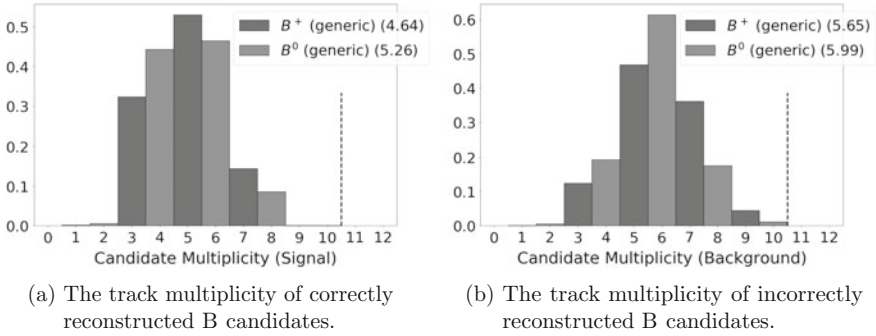 B⁺ (generic) (4.64)
B⁰ (generic) (5.26)
0.5
0.4
0.3
0.2
0.1
0.0
0 1 2 3 4 5 6 7 8 9 10 11 12
Candidate Multiplicity (Signal)
(a) The track multiplicity of correctly
reconstructed B candidates.
B⁺ (generic) (5.65)
B⁰ (generic) (5.99)
0.6
0.5
0.4
0.3
0.2
0.1
0.0
0 1 2 3 4 5 6 7 8 9 10 11 12
Candidate Multiplicity (Background)
(b) The track multiplicity of incorrectly
reconstructed B candidates.